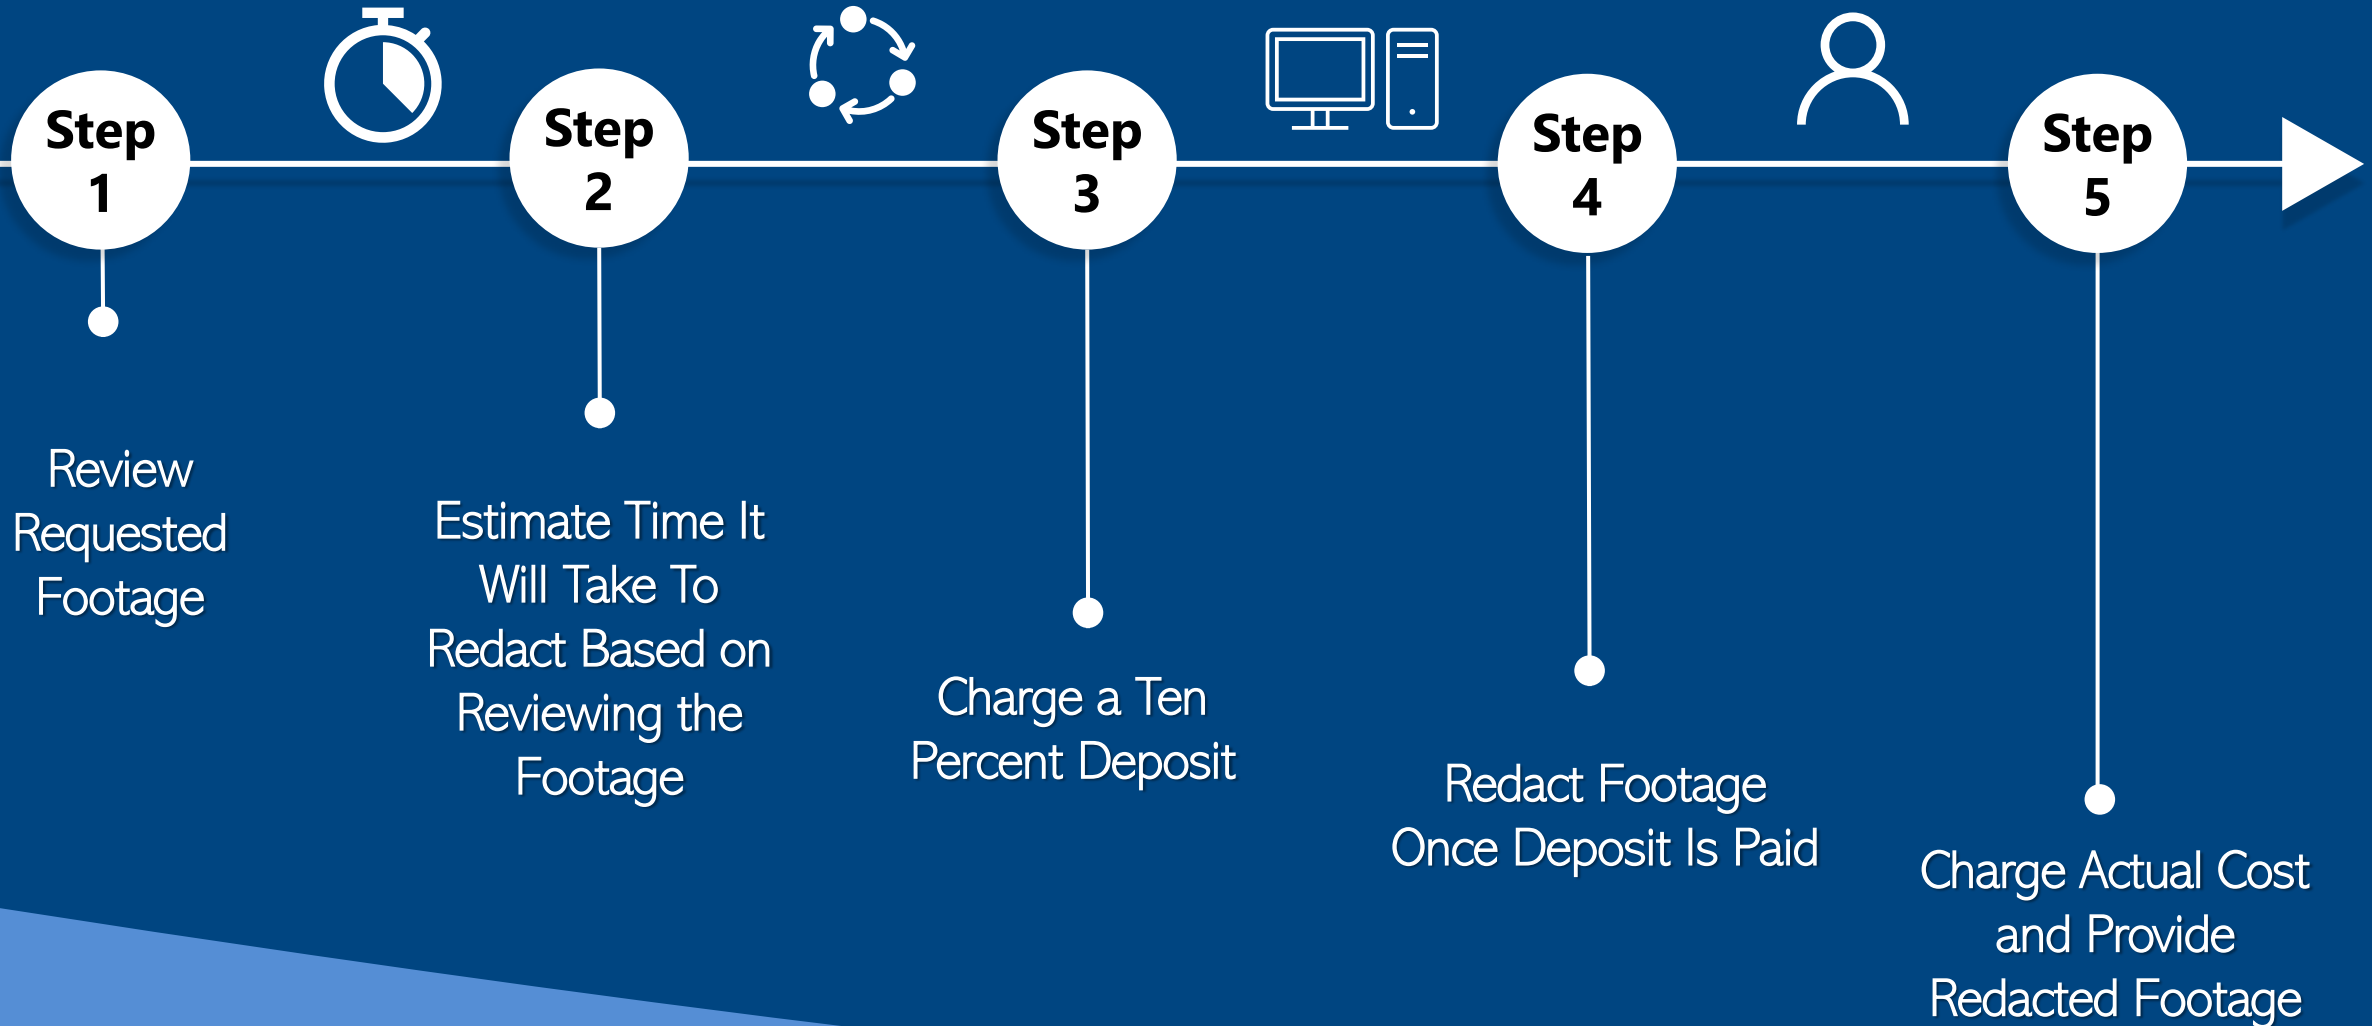 Step
1
Step
2
Step
3
Step
4
Step
5
Review
Requested
Footage
Estimate Time It
Will Take To
Redact Based on
Reviewing the
Footage
Charge a Ten
Percent Deposit
Redact Footage
Once Deposit Is Paid
Charge Actual Cost
and Provide
Redacted Footage